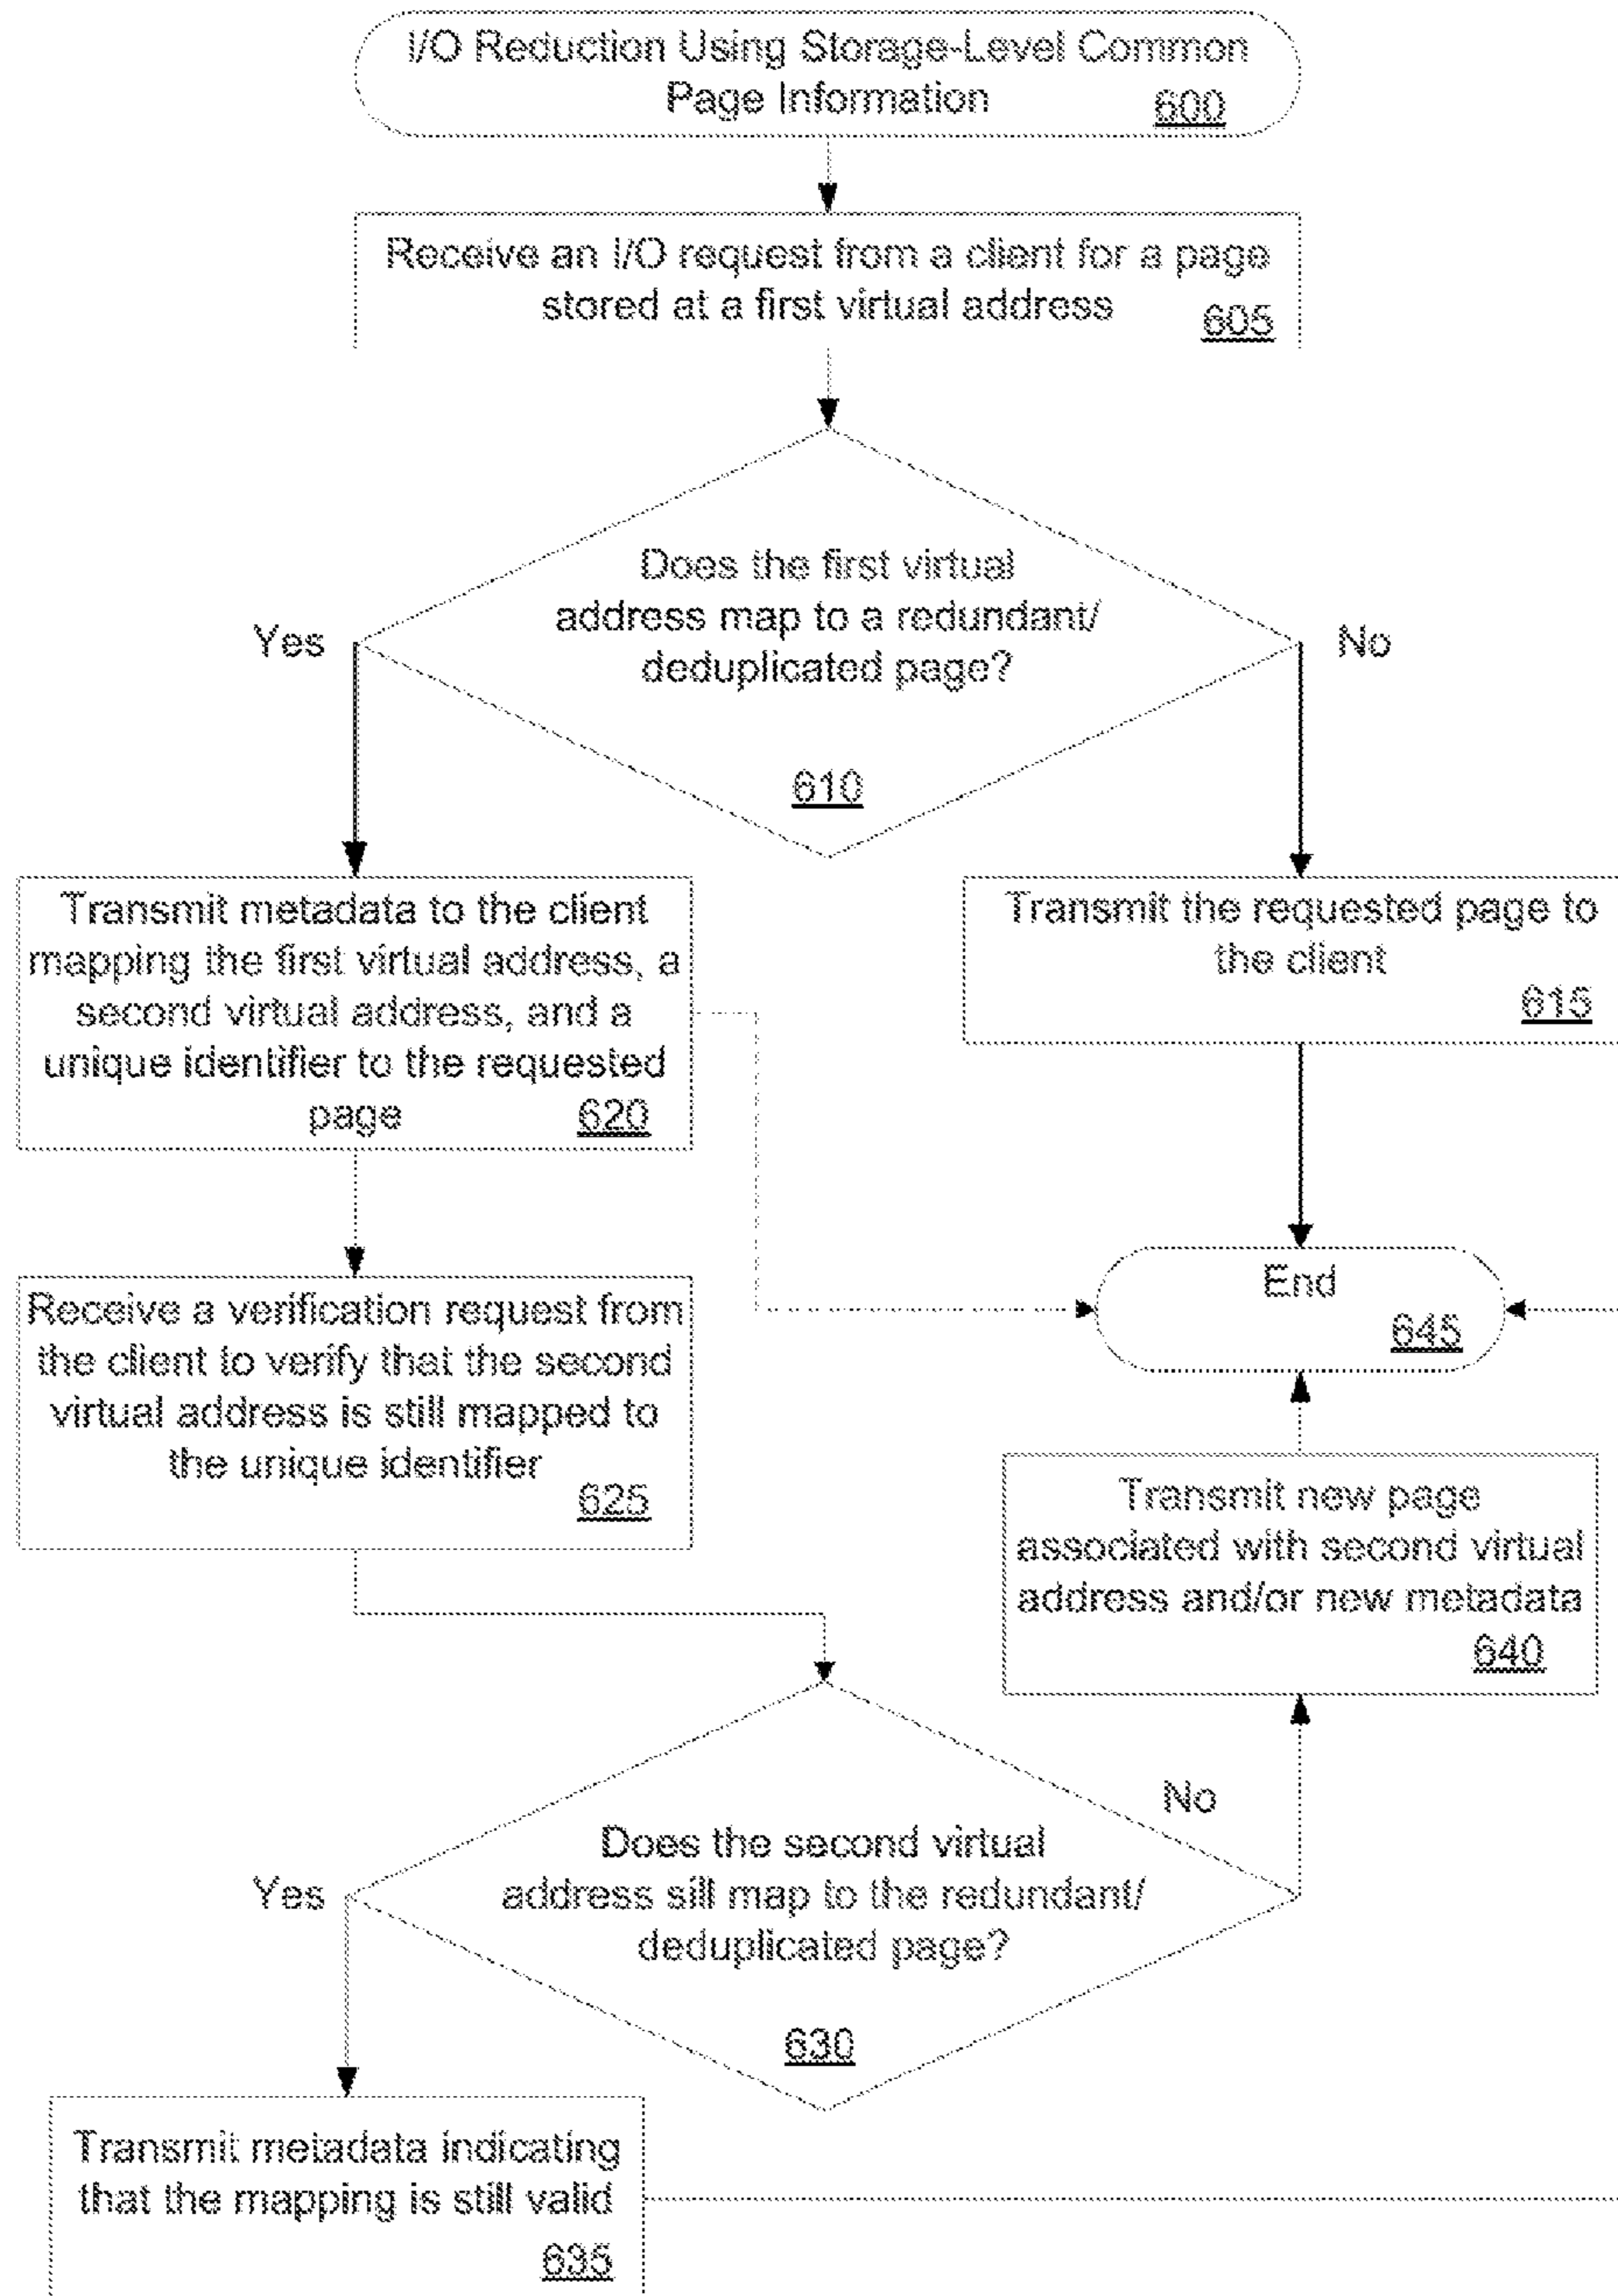 I/O Reduction Using Storage-Level Common
Page Information 600
Receive an I/O request from a client for a page
stored at a first virtual address 605
Does the first virtual
address map to a redundant/
deduplicated page?
610
Yes
No
Transmit metadata to the client
mapping the first virtual address, a
second virtual address, and a
unique identifier to the requested
page 620
Transmit the requested page to
the client
615
Receive a verification request from
the client to verify that the second
virtual address is still mapped to
the unique identifier
625
End
645
Transmit new page
associated with second virtual
address and/or new metadata
640
Does the second virtual
address sill map to the redundant/
deduplicated page?
630
Yes
No
Transmit metadata indicating
that the mapping is still valid
635